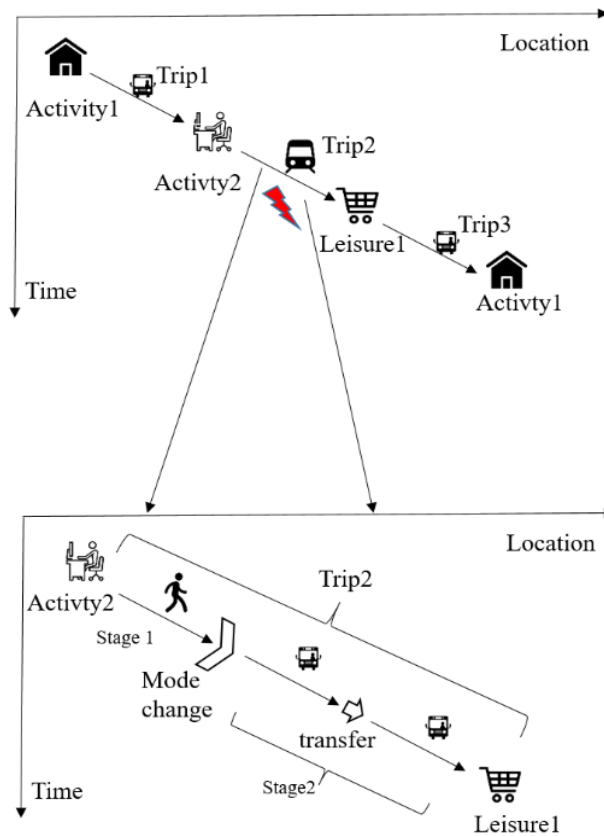 Location
Trip1
Activity1
Trip2
Activty2
Trip3
Leisure1
Time
Activty1
Location
Trip2
Activty2
Stage 1
Mode
change
transfer
Stage2
Time
Leisure1